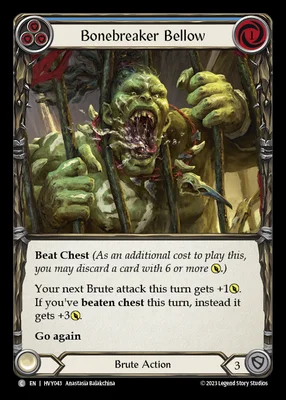 Bonebreaker Bellow
1
Beat Chest (As an additional cost to play this,
you may discard a card with 6 or more .)
Your next Brute attack this turn gets +1.
If you've beaten chest this turn, instead it
gets +3.
Go again
Brute Action
3
C EN | HVY043 Anastasia Balakchina
©2023 Legend Story Studios